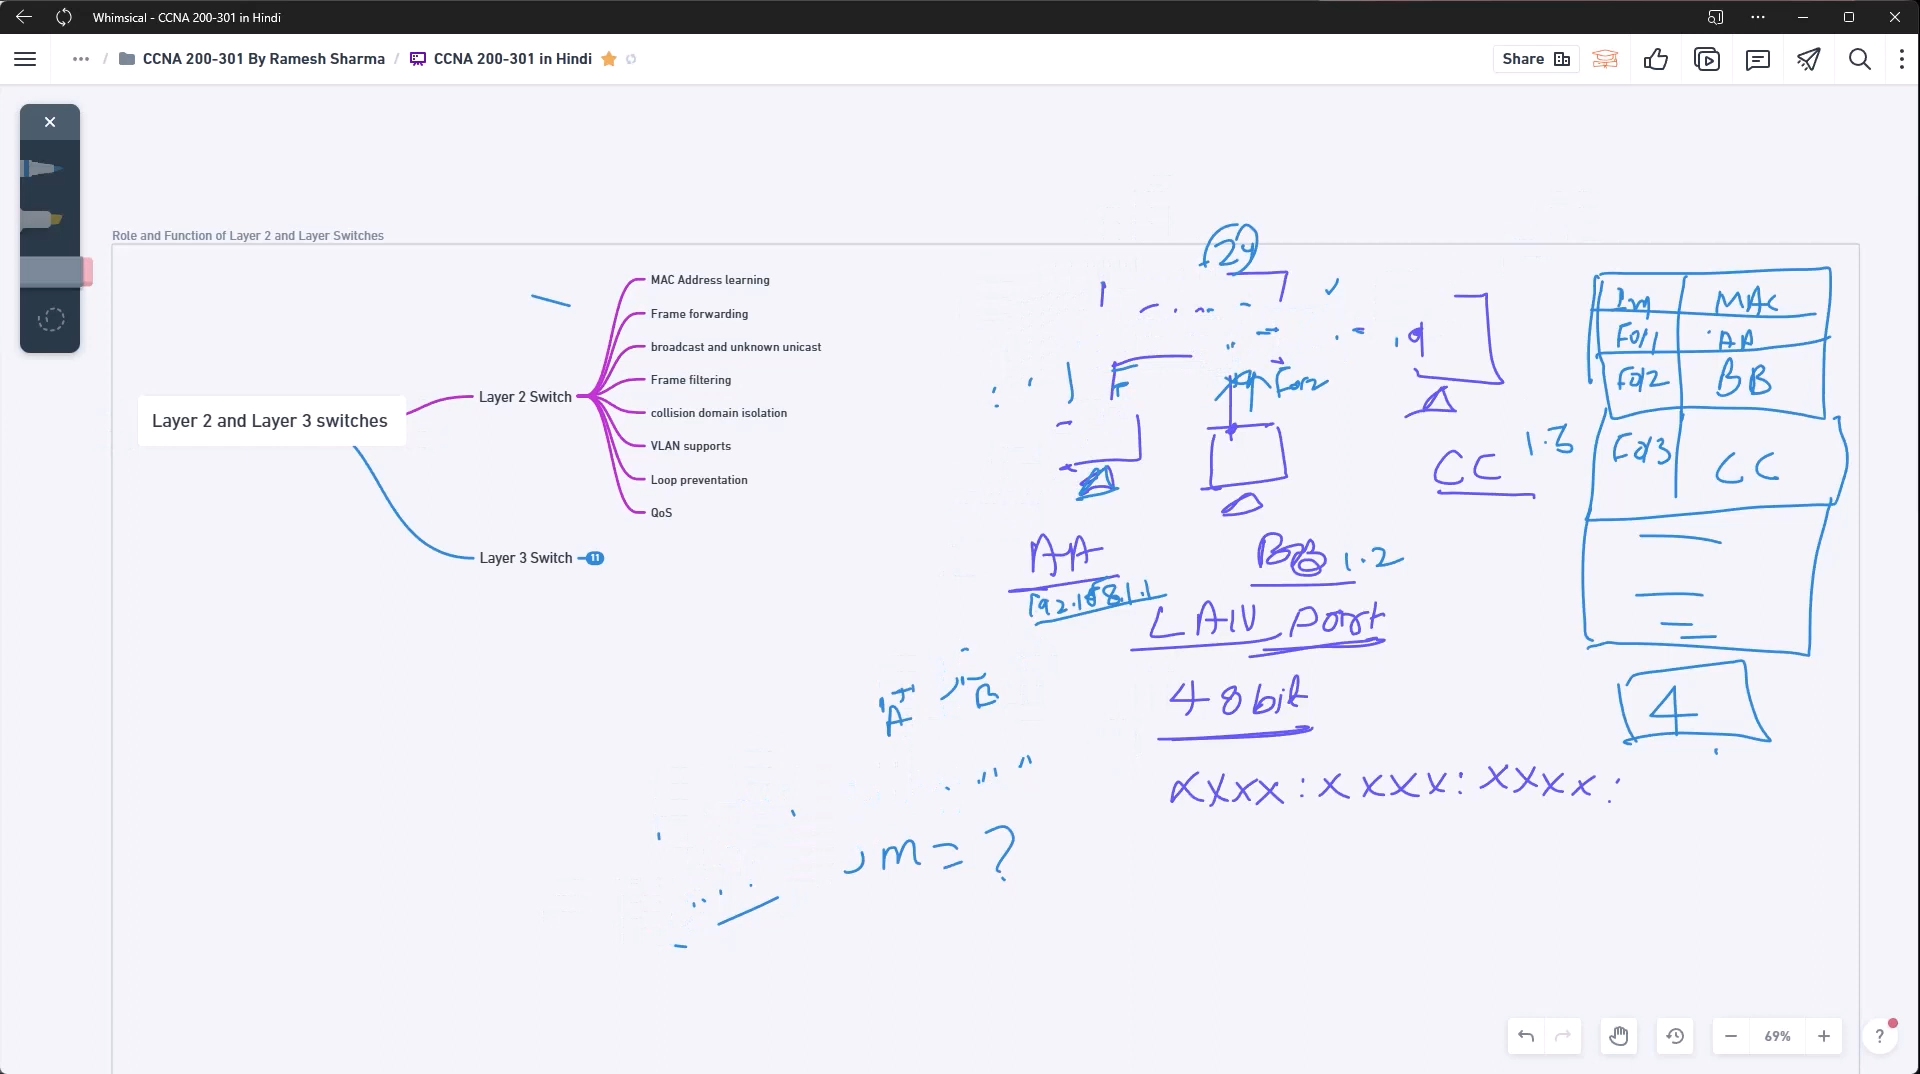 Whimsical - CCNA 200-301 in Hindi
... / CCNA 200-301 By Ramesh Sharma / CCNA 200-301 in Hindi
Share
Role and Function of Layer 2 and Layer Switches
Layer 2 and Layer 3 switches
Layer 2 Switch
MAC Address learning
Frame forwarding
broadcast and unknown unicast
Frame filtering
collision domain isolation
VLAN supports
Loop preventation
QoS
Layer 3 Switch
11
24
MAC
F0/1 AA
F0/2 BB
F0/3 CC
CC 1.3
AA
192.168.1.1
BB 1.2
LAN Port
48 bit
xxxx:xxxx:xxxx:
4
A
B
m = ?
69%
?